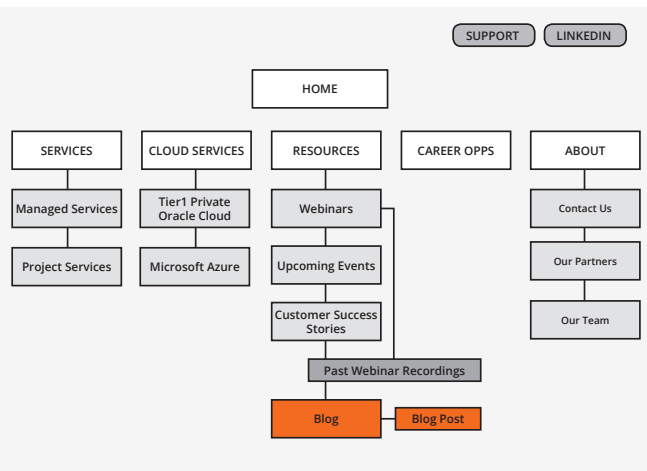 SUPPORT
LINKEDIN
HOME
SERVICES
CLOUD SERVICES
RESOURCES
CAREER OPPS
ABOUT
Managed Services
Tier1 Private
Oracle Cloud
Webinars
Contact Us
Project Services
Microsoft Azure
Upcoming Events
Our Partners
Customer Success
Stories
Our Team
Past Webinar Recordings
Blog
Blog Post